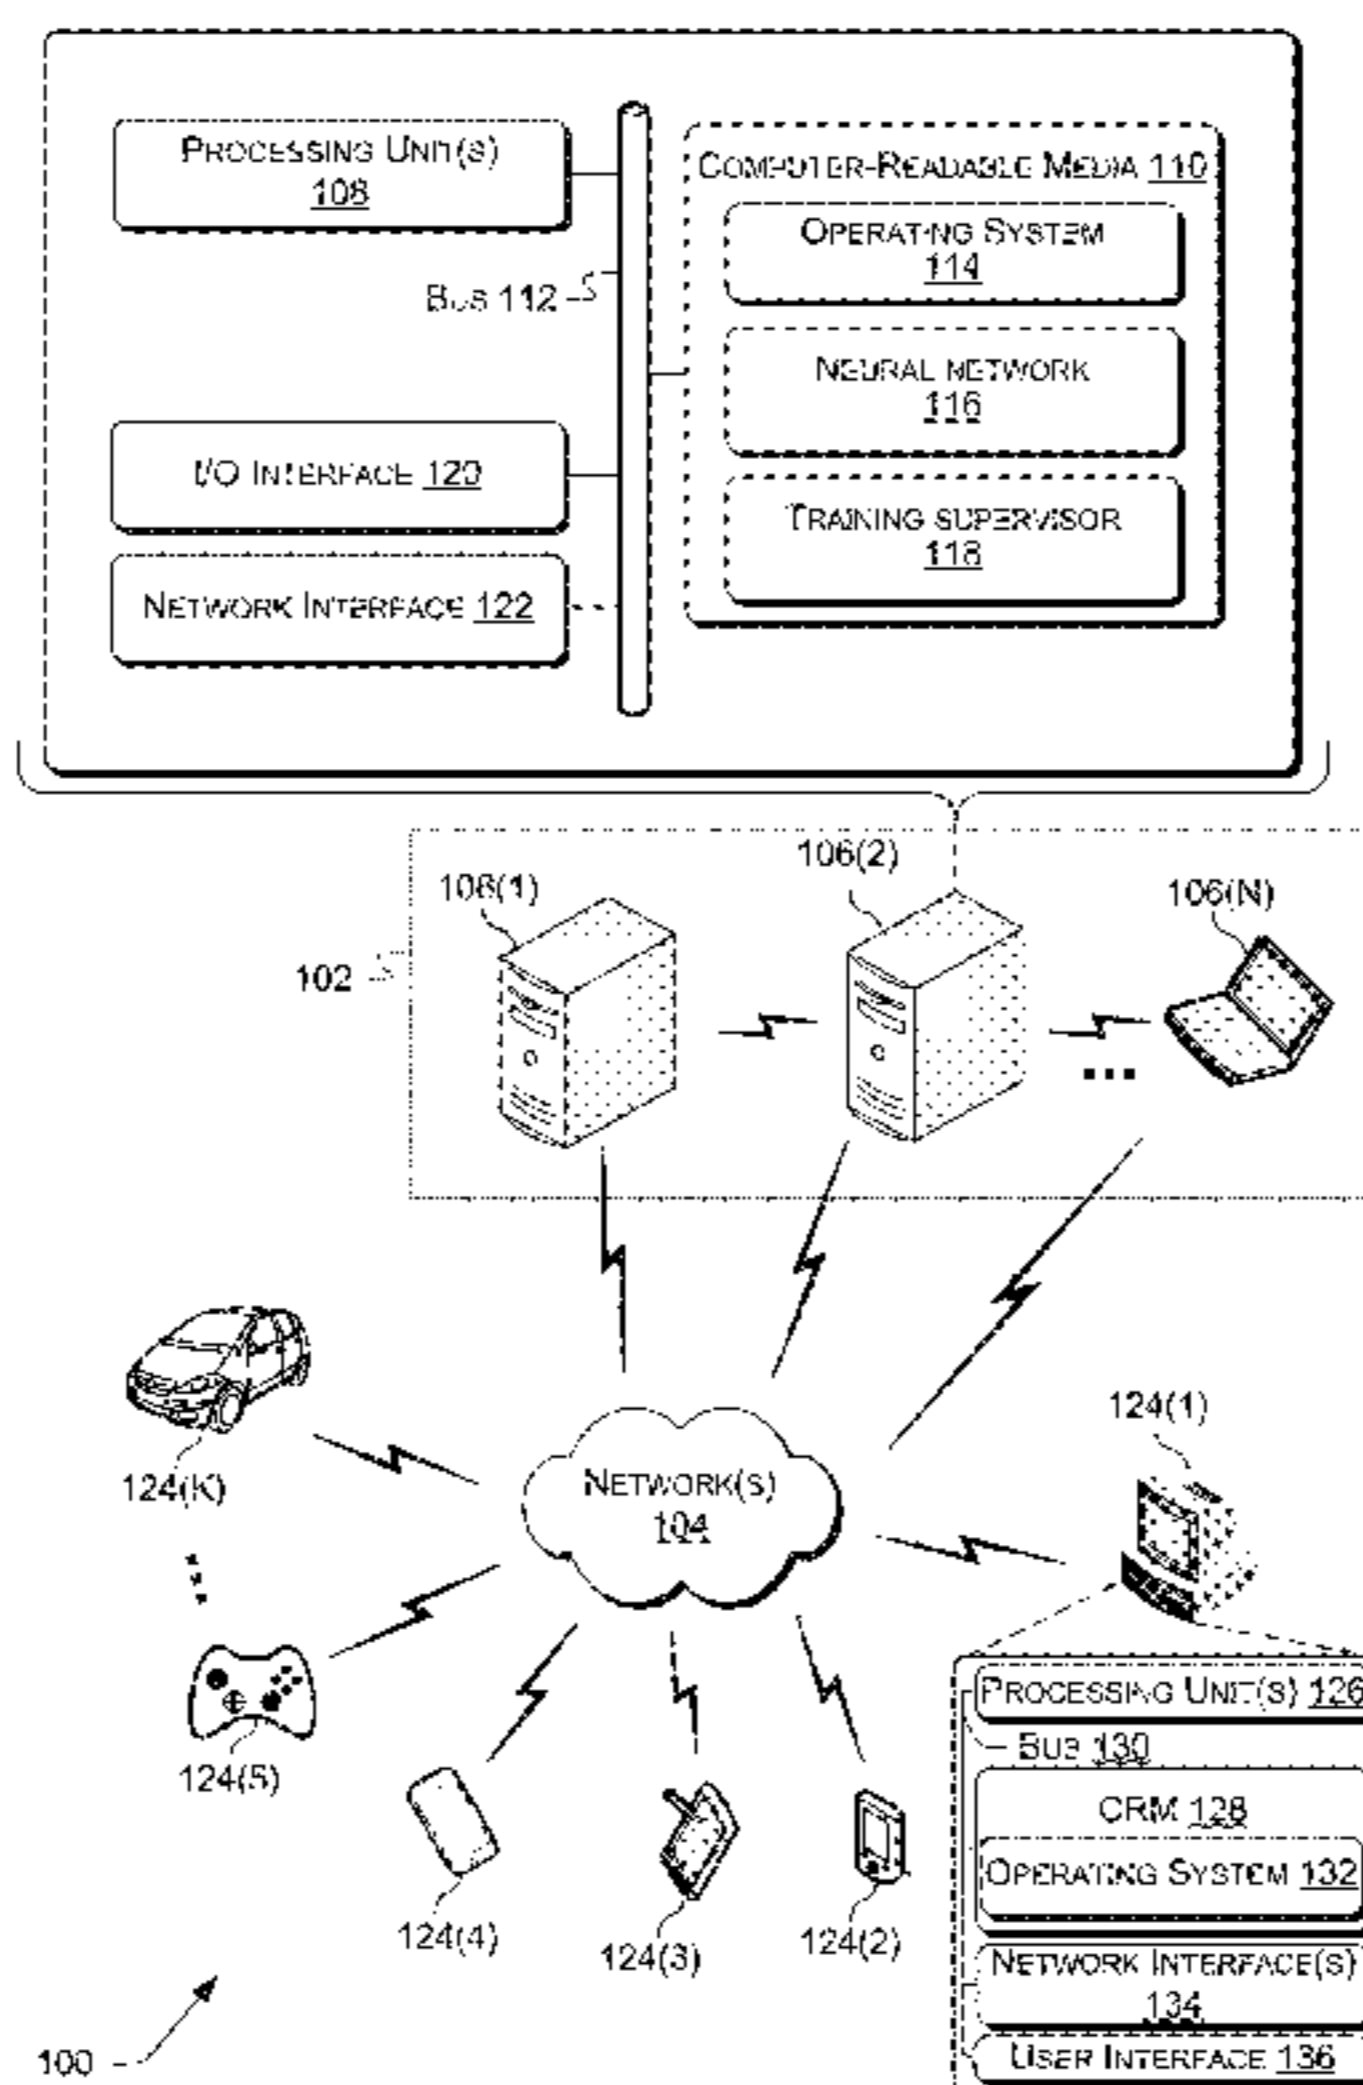 PROCESSING UNIT(S)
108
COMPUTER-READABLE MEDIA 110
OPERATING SYSTEM
114
BUS 112
NEURAL NETWORK
116
I/O INTERFACE 120
TRAINING SUPERVISOR
118
NETWORK INTERFACE 122
106(1)
106(2)
106(N)
102
124(K)
NETWORK(S)
104
124(1)
124(5)
PROCESSING UNIT(S) 126
BUS 130
CRM 128
OPERATING SYSTEM 132
124(4)
124(3)
124(2)
NETWORK INTERFACE(S)
134
USER INTERFACE 136
100